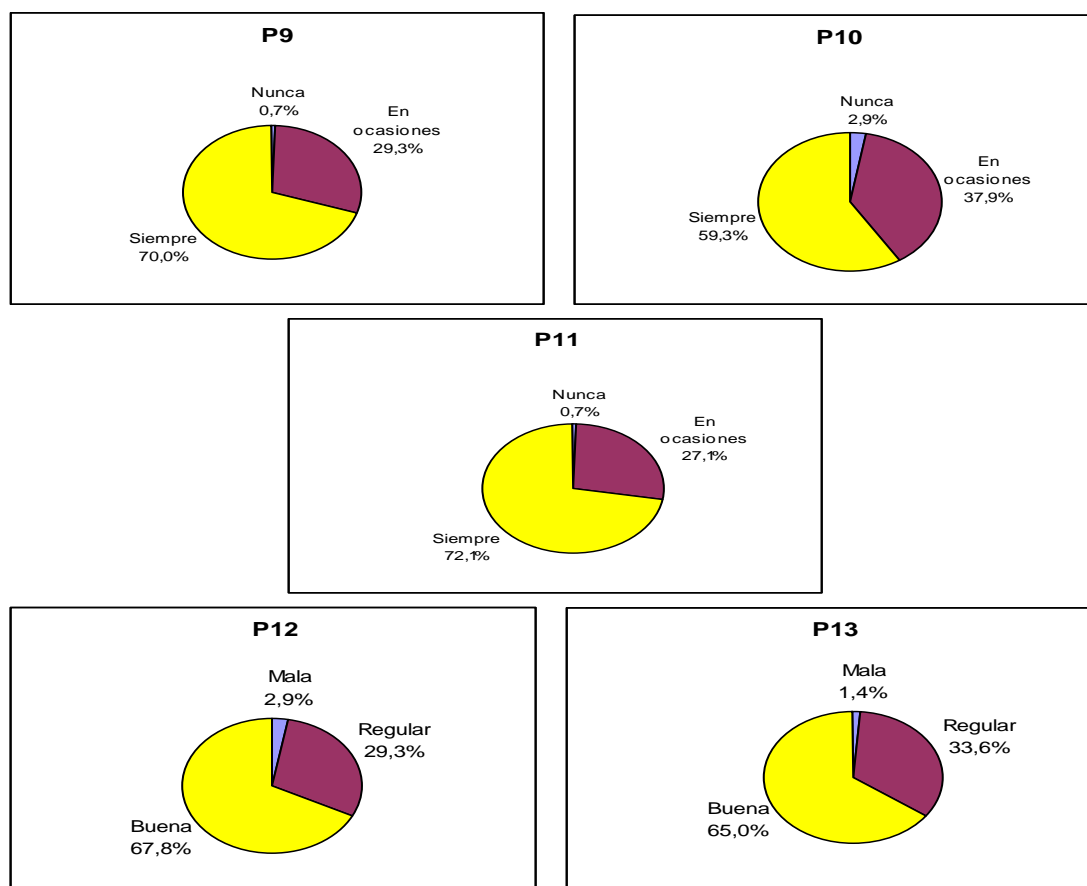 P9
Nunca
0,7%
En
ocasiones
29,3%
Siempre
70,0%
P10
Nunca
2,9%
En
ocasiones
37,9%
Siempre
59,3%
P11
Nunca
0,7%
En
ocasiones
27,1%
Siempre
72,1%
P12
Mala
2,9%
Regular
29,3%
Buena
67,8%
P13
Mala
1,4%
Regular
33,6%
Buena
65,0%